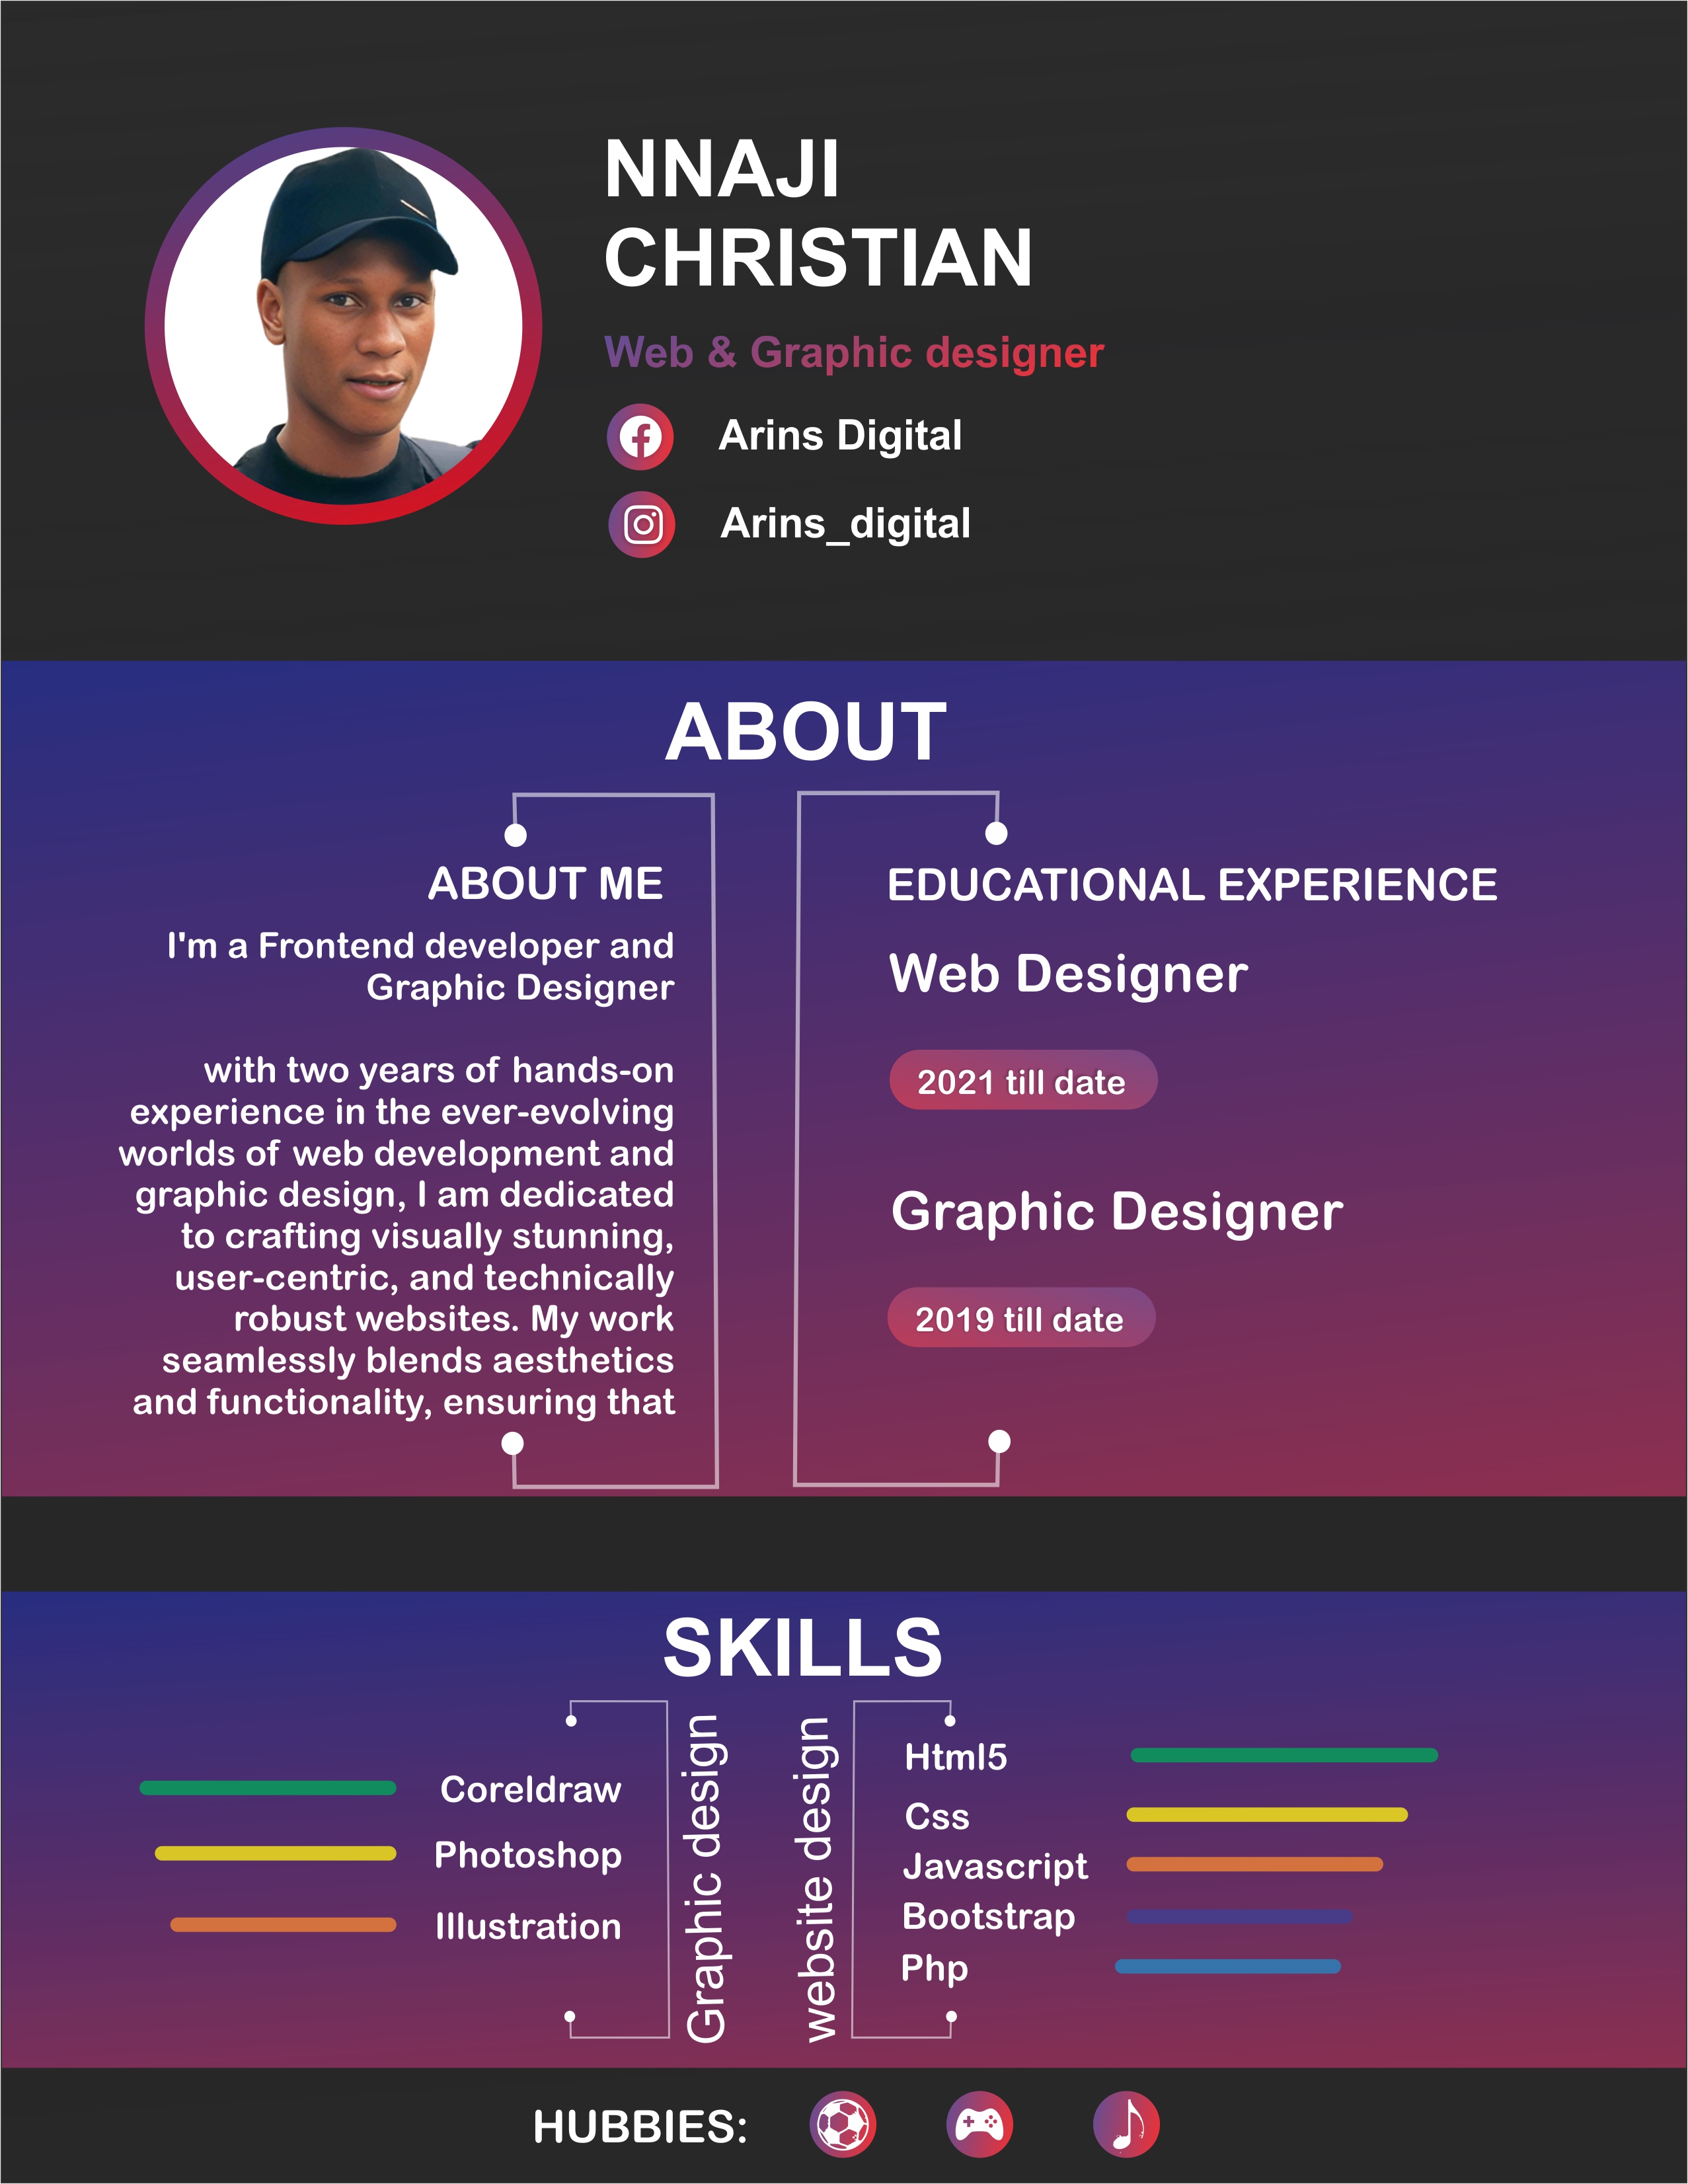 NNAJI
CHRISTIAN
Web & Graphic designer
Arins Digital
Arins_digital
ABOUT
ABOUT ME
I'm a Frontend developer and
Graphic Designer
with two years of hands-on
experience in the ever-evolving
worlds of web development and
graphic design, I am dedicated
to crafting visually stunning,
user-centric, and technically
robust websites. My work
seamlessly blends aesthetics
and functionality, ensuring that
EDUCATIONAL EXPERIENCE
Web Designer
2021 till date
Graphic Designer
2019 till date
SKILLS
Graphic design
Coreldraw
Photoshop
Illustration
website design
Html5
Css
Javascript
Bootstrap
Php
HUBBIES: